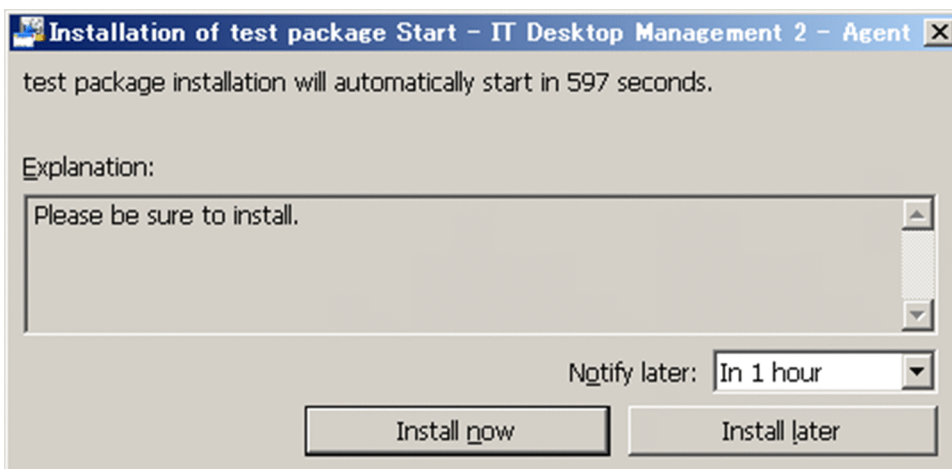 Installation of test package Start - IT Desktop Management 2 - Agent
test package installation will automatically start in 597 seconds.
Explanation:
Please be sure to install.
Notify later: In 1 hour
Install now Install later